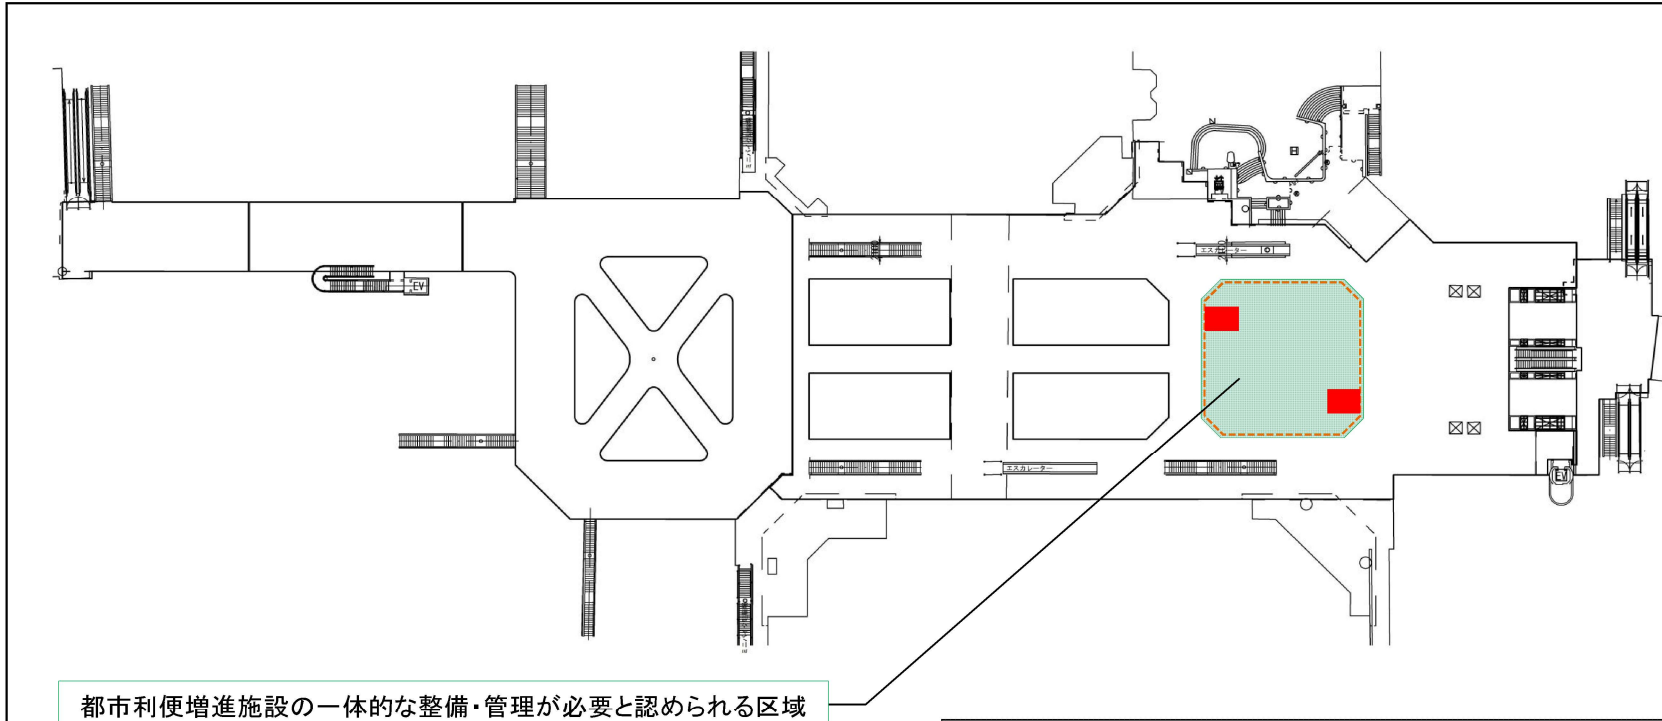 エスカレーター
EV
エスカレーター
EV
都市利便増進施設の一体的な整備・管理が必要と認められる区域